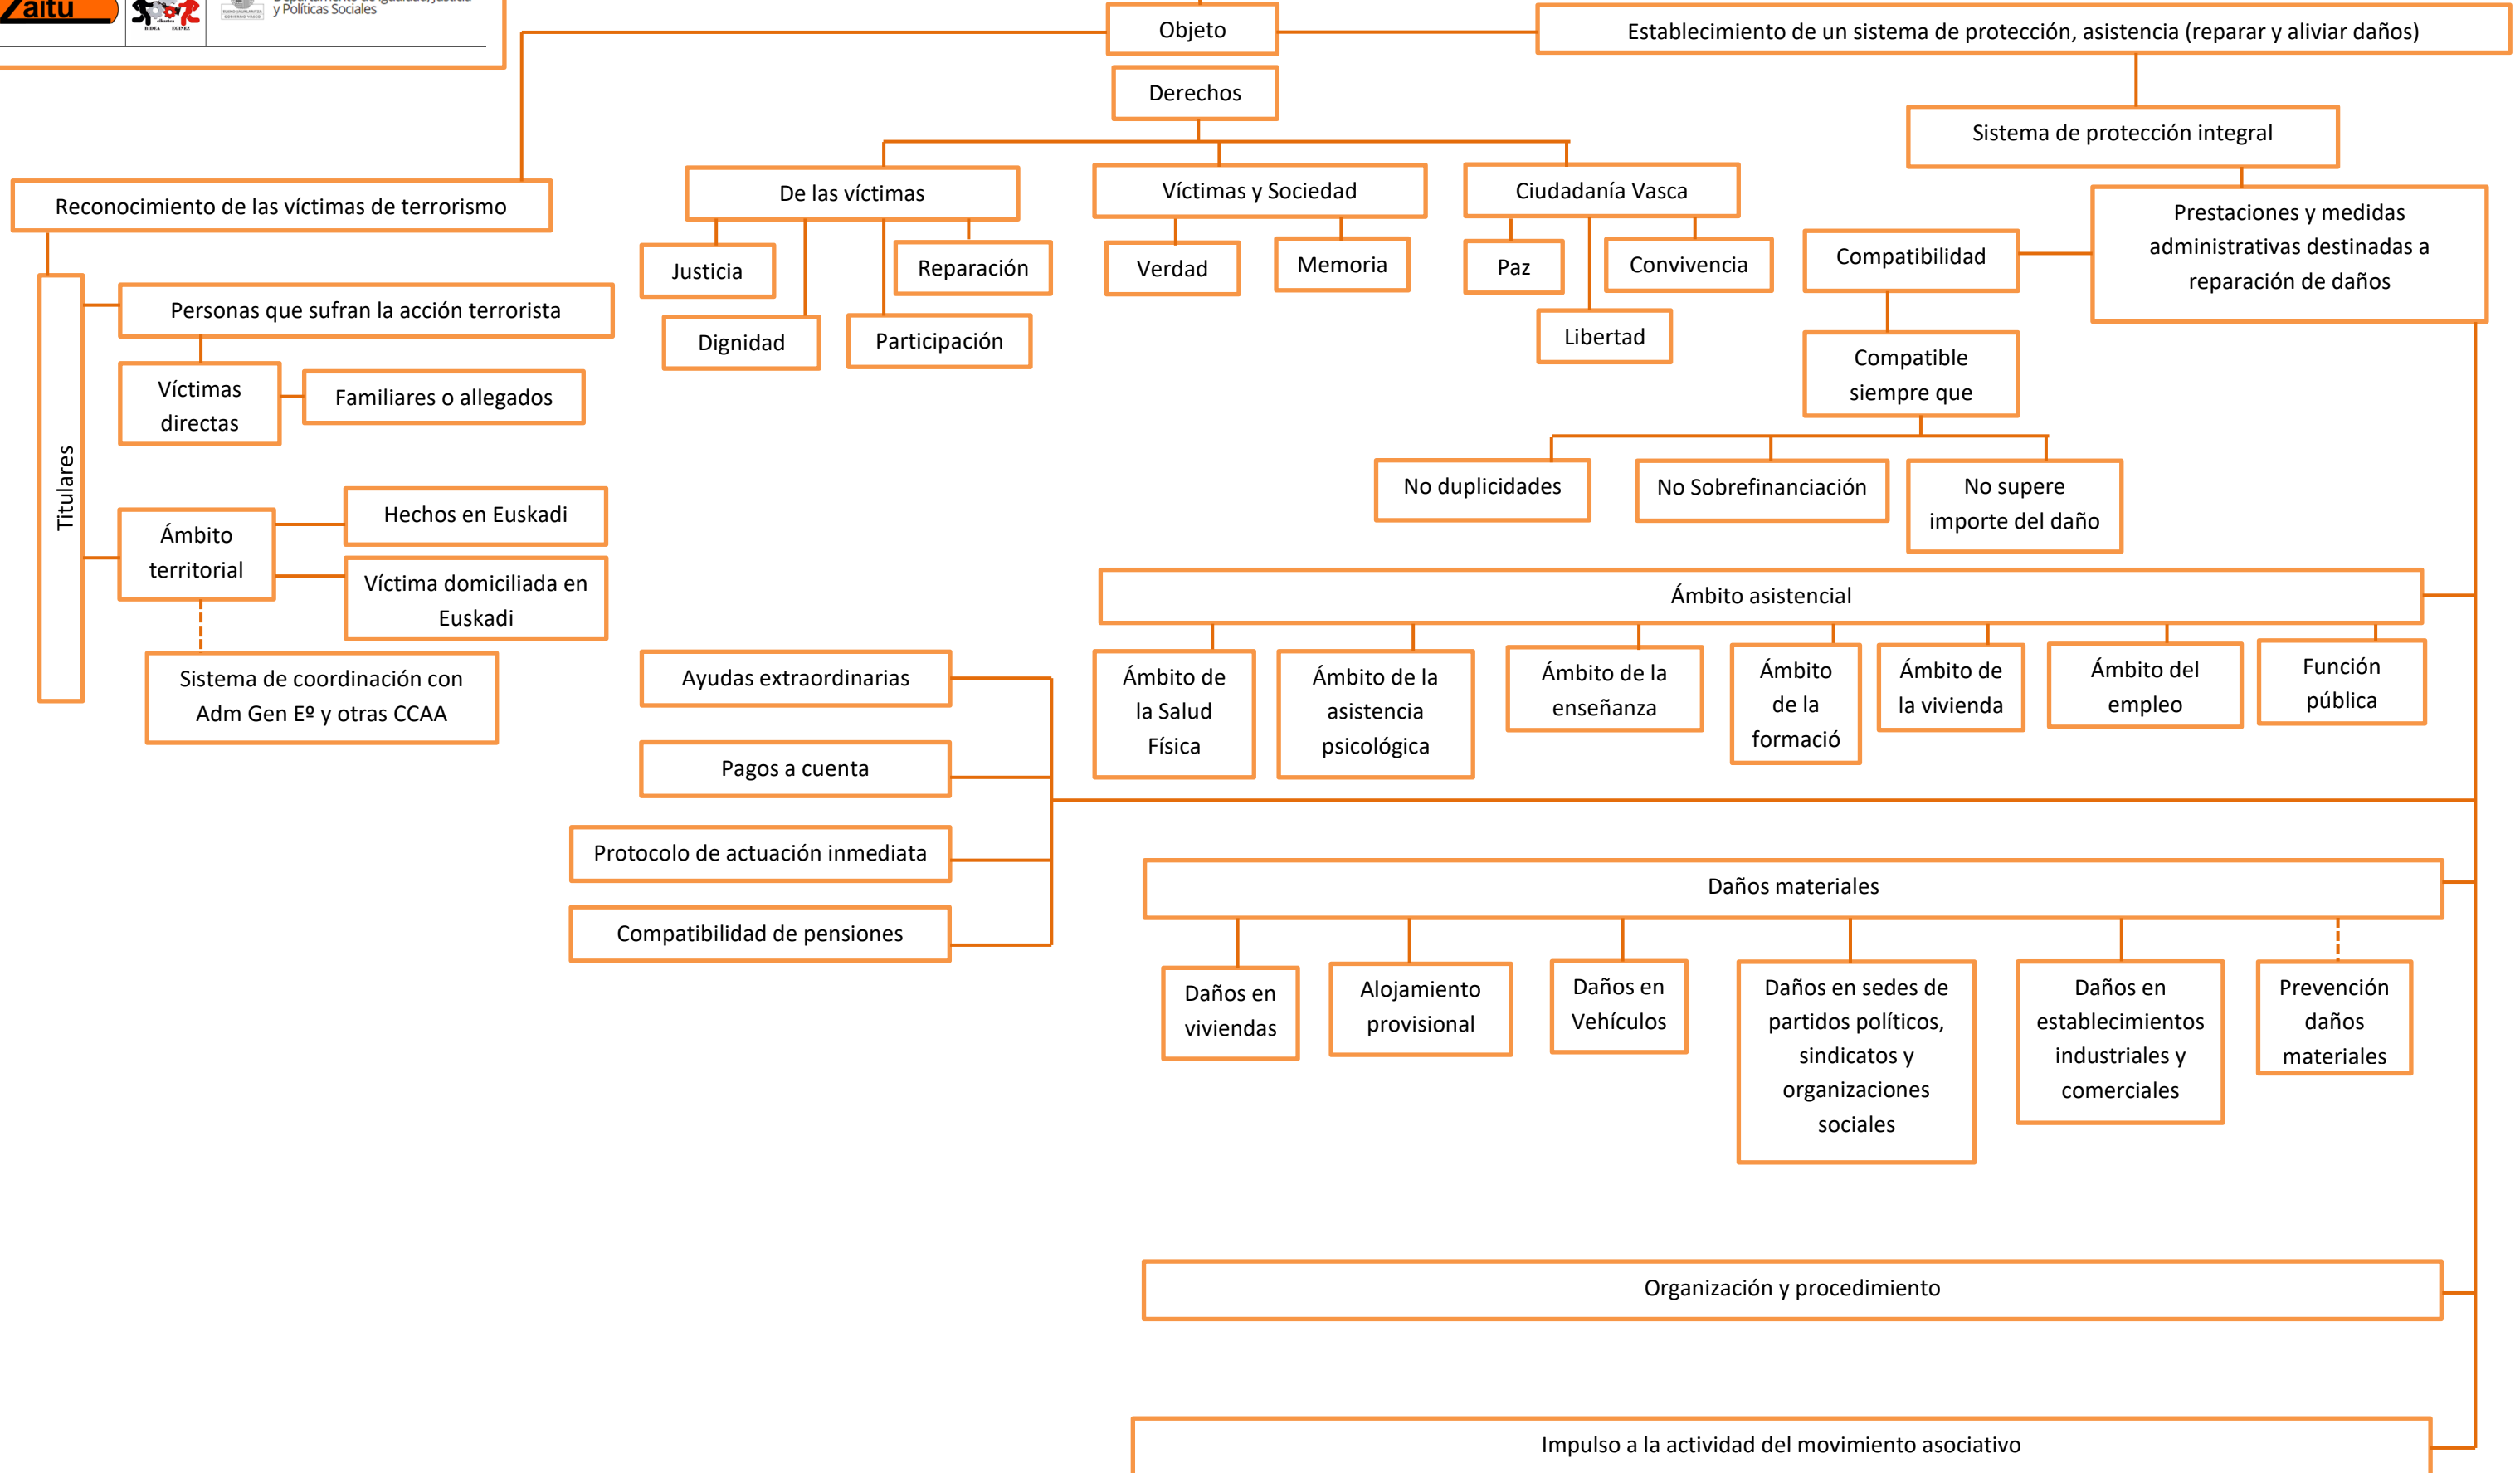 Zaitu
y Políticas Sociales
BIDEA EGINEZ
Objeto
Establecimiento de un sistema de protección, asistencia (reparar y aliviar daños)
Derechos
Sistema de protección integral
Reconocimiento de las víctimas de terrorismo
De las víctimas
Víctimas y Sociedad
Ciudadanía Vasca
Prestaciones y medidas
administrativas destinadas a
reparación de daños
Compatibilidad
Justicia
Reparación
Verdad
Memoria
Paz
Convivencia
Dignidad
Participación
Libertad
Titulares
Personas que sufran la acción terrorista
Víctimas
directas
Familiares o allegados
Compatible
siempre que
No duplicidades
No Sobrefinanciación
No supere
importe del daño
Ámbito
territorial
Hechos en Euskadi
Víctima domiciliada en
Euskadi
Sistema de coordinación con
Adm Gen Eº y otras CCAA
Ámbito asistencial
Ámbito de
la Salud
Física
Ámbito de la
asistencia
psicológica
Ámbito de la
enseñanza
Ámbito
de la
formació
Ámbito de
la vivienda
Ámbito del
empleo
Función
pública
Ayudas extraordinarias
Pagos a cuenta
Protocolo de actuación inmediata
Compatibilidad de pensiones
Daños materiales
Daños en
viviendas
Alojamiento
provisional
Daños en
Vehículos
Daños en sedes de
partidos políticos,
sindicatos y
organizaciones
sociales
Daños en
establecimientos
industriales y
comerciales
Prevención
daños
materiales
Organización y procedimiento
Impulso a la actividad del movimiento asociativo